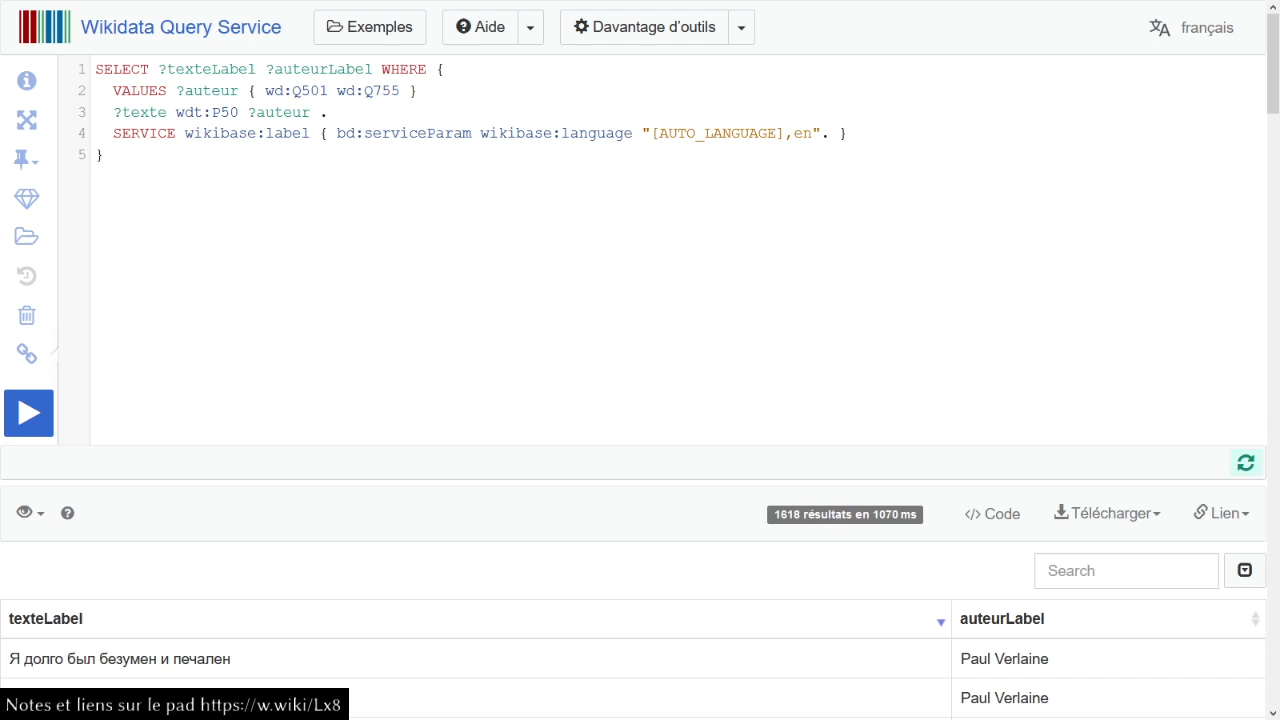 Wikidata Query Service
Exemples
Aide
Davantage d'outils
français
1 SELECT ?texteLabel ?auteurLabel WHERE {
2 VALUES ?auteur { wd:Q501 wd:Q755 }
3 ?texte wdt:P50 ?auteur .
4 SERVICE wikibase:label { bd:serviceParam wikibase:language "[AUTO_LANGUAGE],en". }
5 }
1618 résultats en 1070 ms
</> Code
Télécharger
Lien
Search
texteLabel
auteurLabel
Я долго был безумен и печален
Paul Verlaine
Paul Verlaine
Notes et liens sur le pad https://w.wiki/Lx8